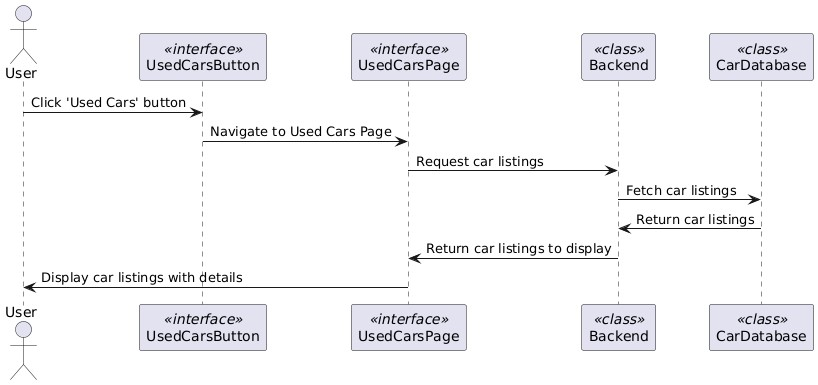 User
«interface»
UsedCarsButton
«interface»
UsedCarsPage
«class»
Backend
«class»
CarDatabase
Click 'Used Cars' button
Navigate to Used Cars Page
Request car listings
Fetch car listings
Return car listings
Return car listings to display
Display car listings with details
User
«interface»
UsedCarsButton
«interface»
UsedCarsPage
«class»
Backend
«class»
CarDatabase